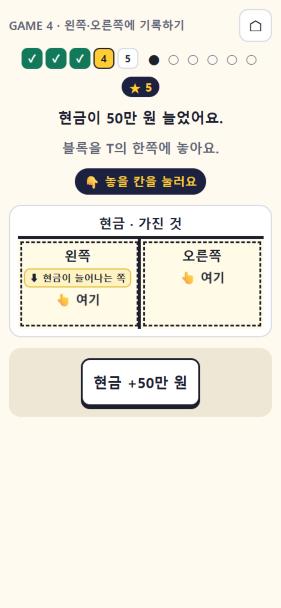 GAME 4 · 왼쪽·오른쪽에 기록하기
✓ ✓ ✓ 4 5
★ 5
현금이 50만 원 늘었어요.
블록을 T의 한쪽에 놓아요.
👇 놓을 칸을 눌러요
현금 · 가진 것
왼쪽
오른쪽
⬇ 현금이 늘어나는 쪽
👆 여기
👆 여기
현금 +50만 원